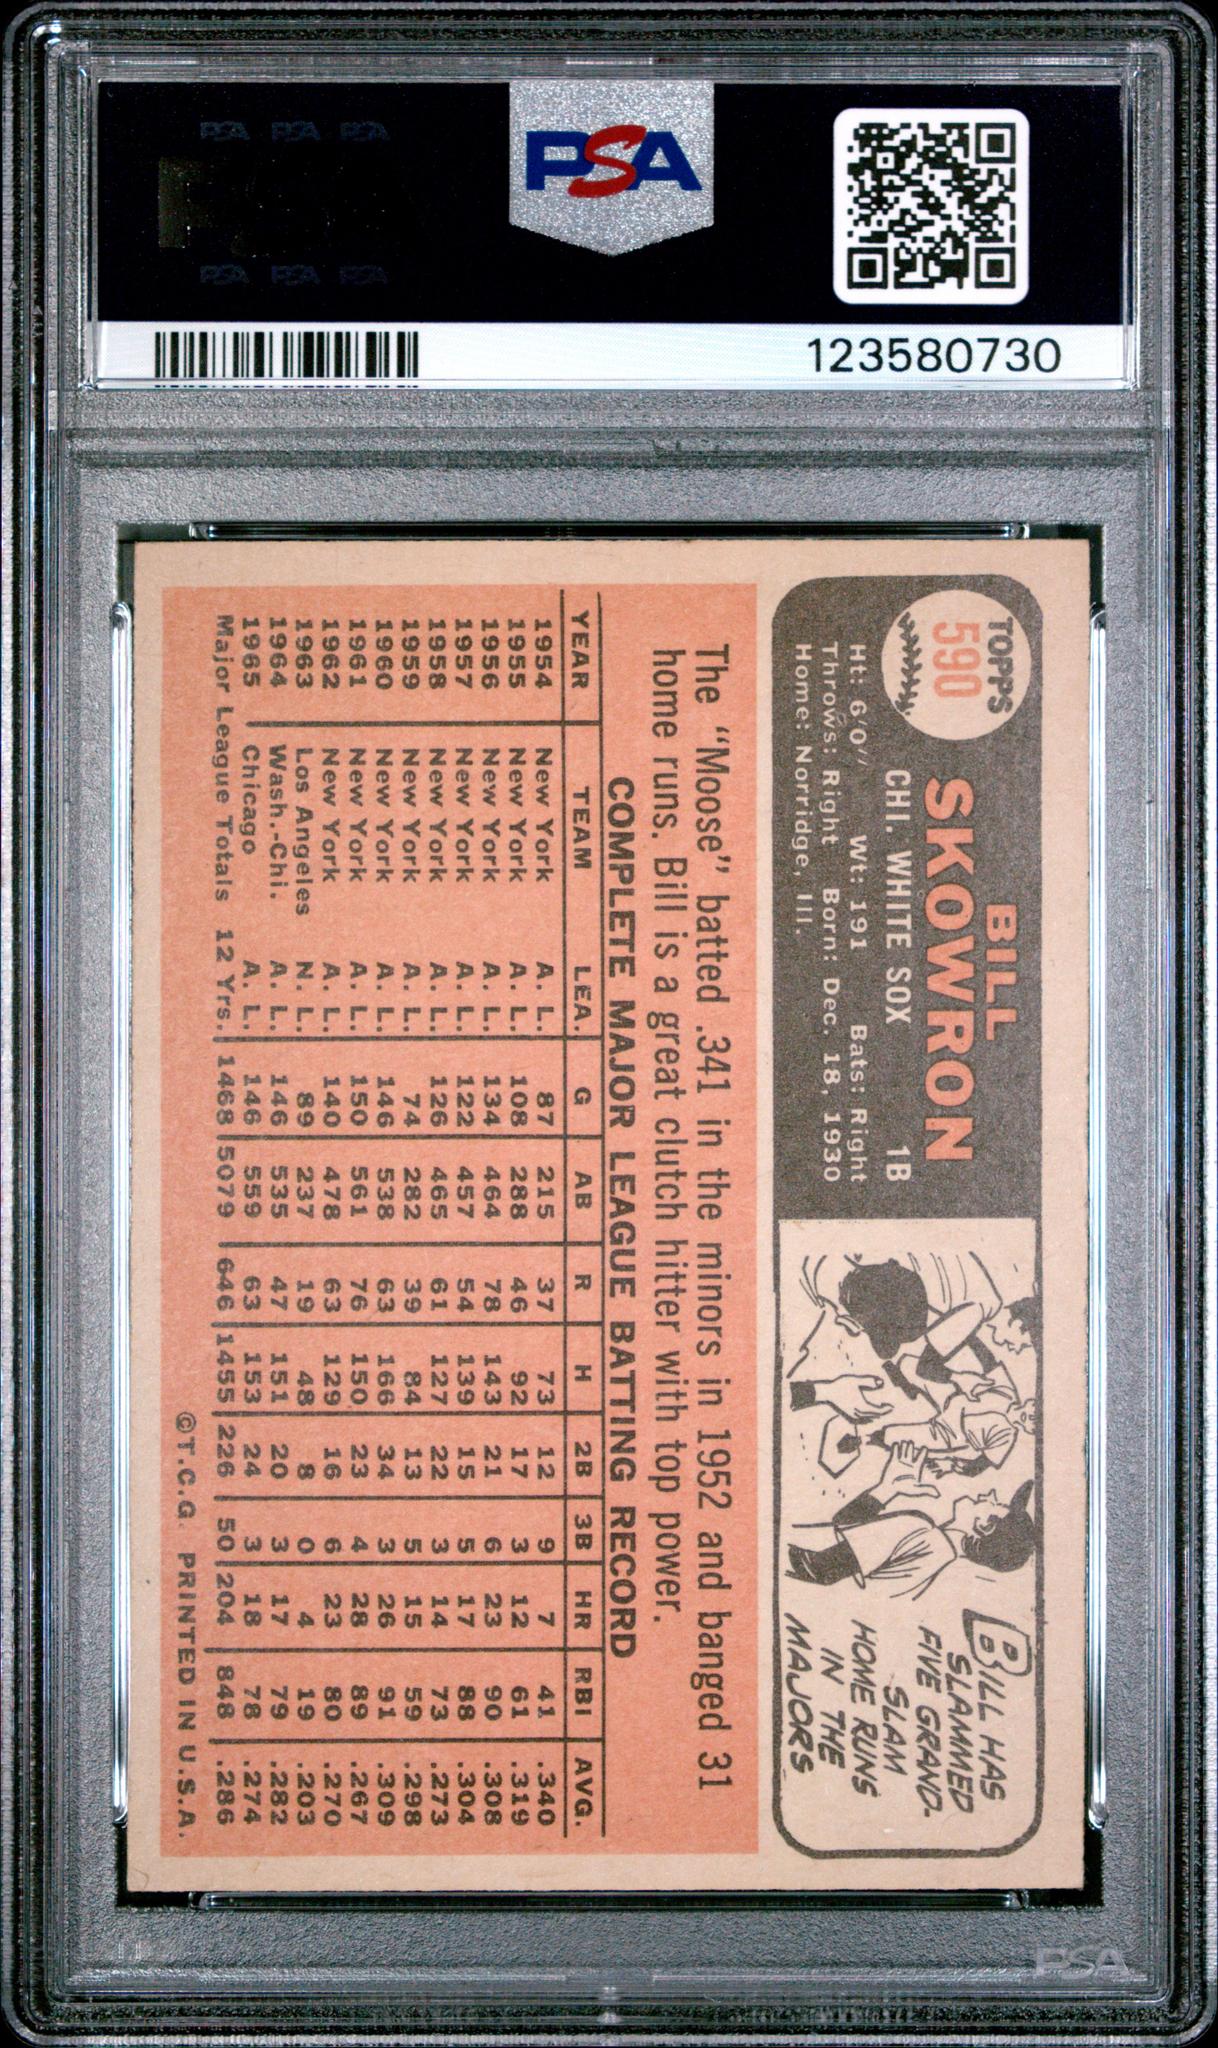 PSA PSA PSA
PSA
PSA PSA PSA
123580730
TOPPS
590
BILL
SKOWRON
CHI. WHITE SOX 1B
Ht: 6'0" Wt: 191 Bats: Right
Throws: Right Born: Dec. 18, 1930
Home: Norridge, Ill.
BILL HAS
SLAMMED
FIVE GRAND-
SLAM
HOME RUNS
IN THE
MAJORS
The "Moose" batted .341 in the minors in 1952 and banged 31
home runs. Bill is a great clutch hitter with top power.
COMPLETE MAJOR LEAGUE BATTING RECORD
YEAR TEAM LEA. G AB R H 2B 3B HR RBI AVG.
1954 New York A. L. 87 215 37 73 12 9 7 41 .340
1955 New York A. L. 108 288 46 92 17 3 12 61 .319
1956 New York A. L. 134 464 78 143 21 6 23 90 .308
1957 New York A. L. 122 457 54 139 15 5 17 88 .304
1958 New York A. L. 126 465 61 127 22 3 14 73 .273
1959 New York A. L. 74 282 39 84 13 5 15 59 .298
1960 New York A. L. 146 538 63 166 34 3 26 91 .309
1961 New York A. L. 150 561 76 150 23 4 28 89 .267
1962 New York A. L. 140 478 63 129 16 6 23 80 .270
1963 Los Angeles N. L. 89 237 19 48 8 0 4 19 .203
1964 Wash.-Chi. A. L. 146 535 47 151 20 3 17 79 .282
1965 Chicago A. L. 146 559 63 153 24 3 18 78 .274
Major League Totals 12 Yrs. 1468 5079 646 1455 226 50 204 848 .286
©T.C.G. PRINTED IN U.S.A.
PSA